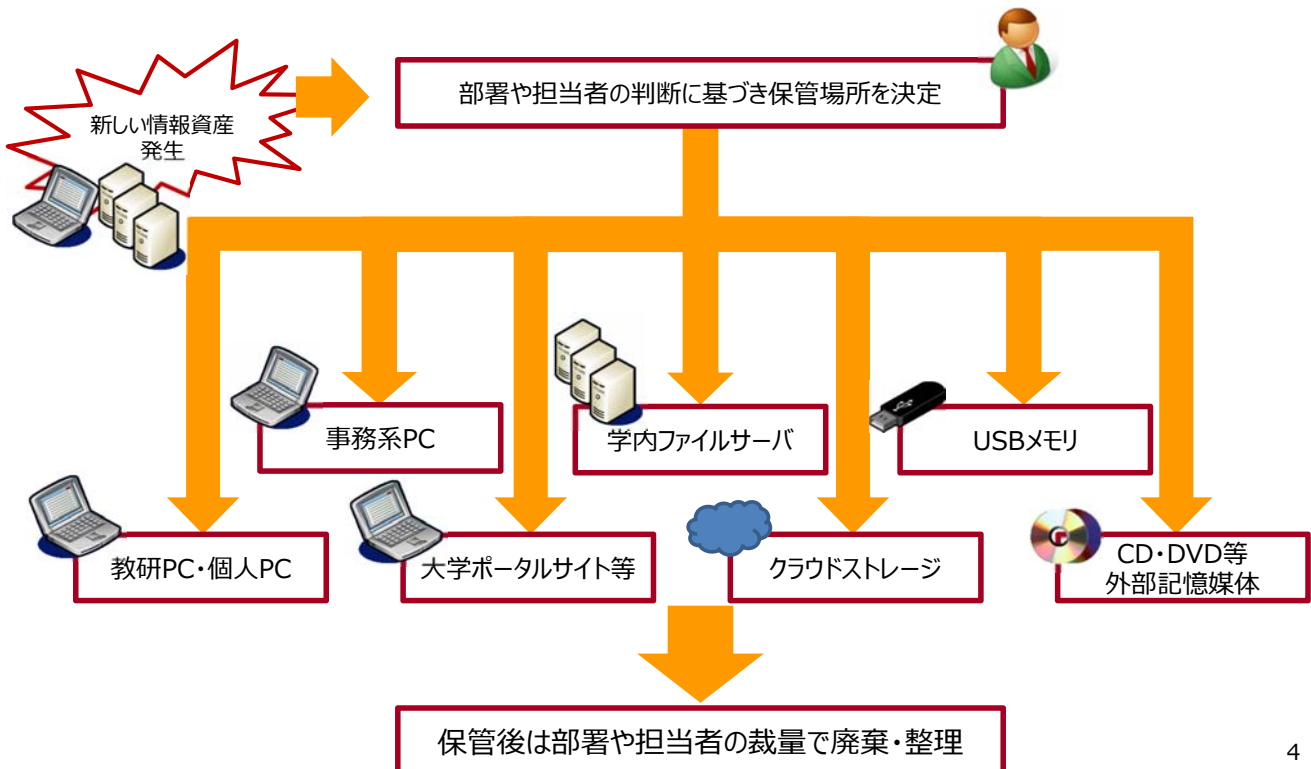 新しい情報資産
発生
部署や担当者の判断に基づき保管場所を決定
事務系PC
学内ファイルサーバ
USBメモリ
教研PC・個人PC
大学ポータルサイト等
クラウドストレージ
CD・DVD等
外部記憶媒体
保管後は部署や担当者の裁量で廃棄・整理
4